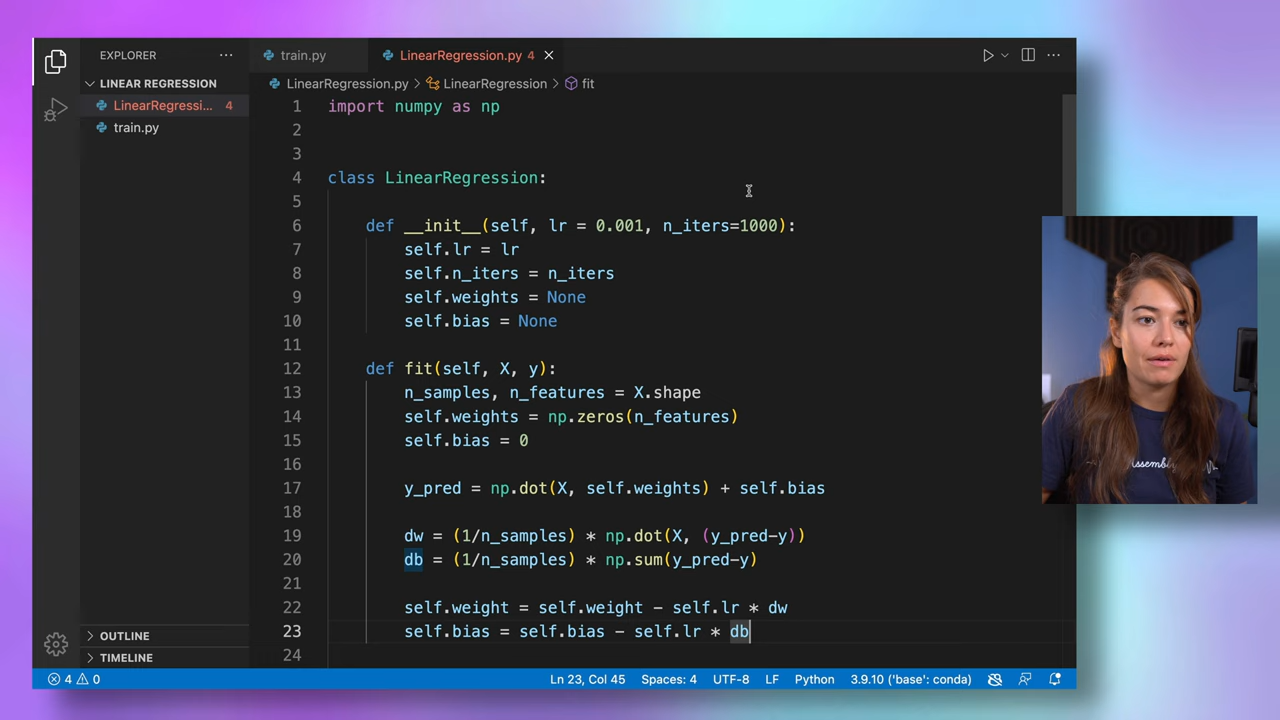 EXPLORER ···
LINEAR REGRESSION
LinearRegressi... 4
train.py
OUTLINE
TIMELINE
train.py LinearRegression.py 4
LinearRegression.py > LinearRegression > fit
1 import numpy as np
2
3
4 class LinearRegression:
5
6 def __init__(self, lr = 0.001, n_iters=1000):
7 self.lr = lr
8 self.n_iters = n_iters
9 self.weights = None
10 self.bias = None
11
12 def fit(self, X, y):
13 n_samples, n_features = X.shape
14 self.weights = np.zeros(n_features)
15 self.bias = 0
16
17 y_pred = np.dot(X, self.weights) + self.bias
18
19 dw = (1/n_samples) * np.dot(X, (y_pred-y))
20 db = (1/n_samples) * np.sum(y_pred-y)
21
22 self.weight = self.weight - self.lr * dw
23 self.bias = self.bias - self.lr * db
24
4 0 Ln 23, Col 45 Spaces: 4 UTF-8 LF Python 3.9.10 ('base': conda)